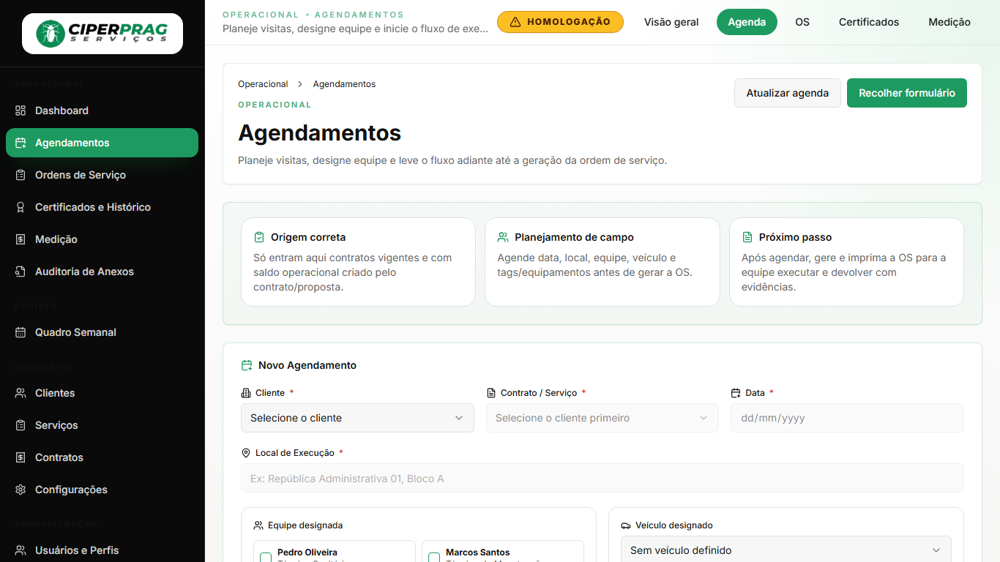 CIPERPRAG
SERVIÇOS
OPERACIONAL
Dashboard
Agendamentos
Ordens de Serviço
Certificados e Histórico
Medição
Auditoria de Anexos
EQUIPES
Quadro Semanal
COMERCIAL
Clientes
Serviços
Contratos
Configurações
ADMINISTRAÇÃO
Usuários e Perfis
OPERACIONAL • AGENDAMENTOS
Planeje visitas, designe equipe e inicie o fluxo de exe...
HOMOLOGAÇÃO
Visão geral
Agenda
OS
Certificados
Medição
Operacional > Agendamentos
OPERACIONAL
Agendamentos
Planeje visitas, designe equipe e leve o fluxo adiante até a geração da ordem de serviço.
Atualizar agenda
Recolher formulário
Origem correta
Só entram aqui contratos vigentes e com
saldo operacional criado pelo
contrato/proposta.
Planejamento de campo
Agende data, local, equipe, veículo e
tags/equipamentos antes de gerar a OS.
Próximo passo
Após agendar, gere e imprima a OS para a
equipe executar e devolver com
evidências.
Novo Agendamento
Cliente *
Selecione o cliente
Contrato / Serviço *
Selecione o cliente primeiro
Data *
dd/mm/yyyy
Local de Execução *
Ex: República Administrativa 01, Bloco A
Equipe designada
Pedro Oliveira
Marcos Santos
Veículo designado
Sem veículo definido